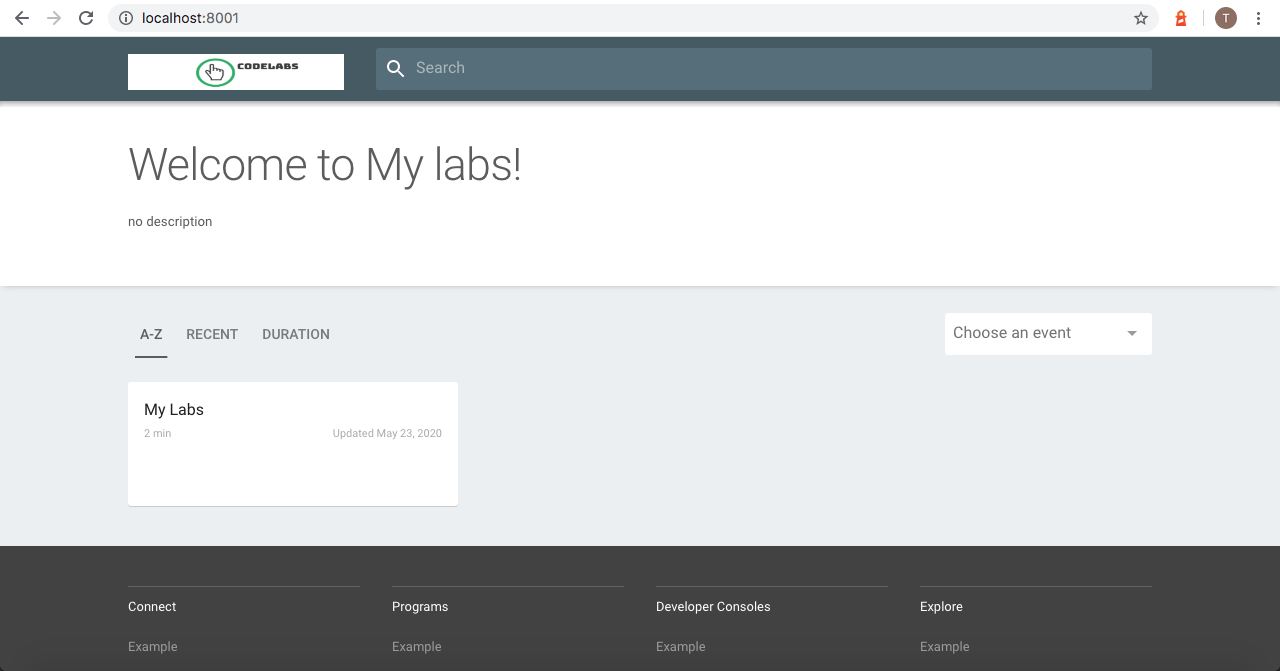 localhost:8001
T
CODELABS
Search
Welcome to My labs!
no description
A-Z RECENT DURATION
Choose an event
My Labs
2 min Updated May 23, 2020
Connect Programs Developer Consoles Explore
Example Example Example Example